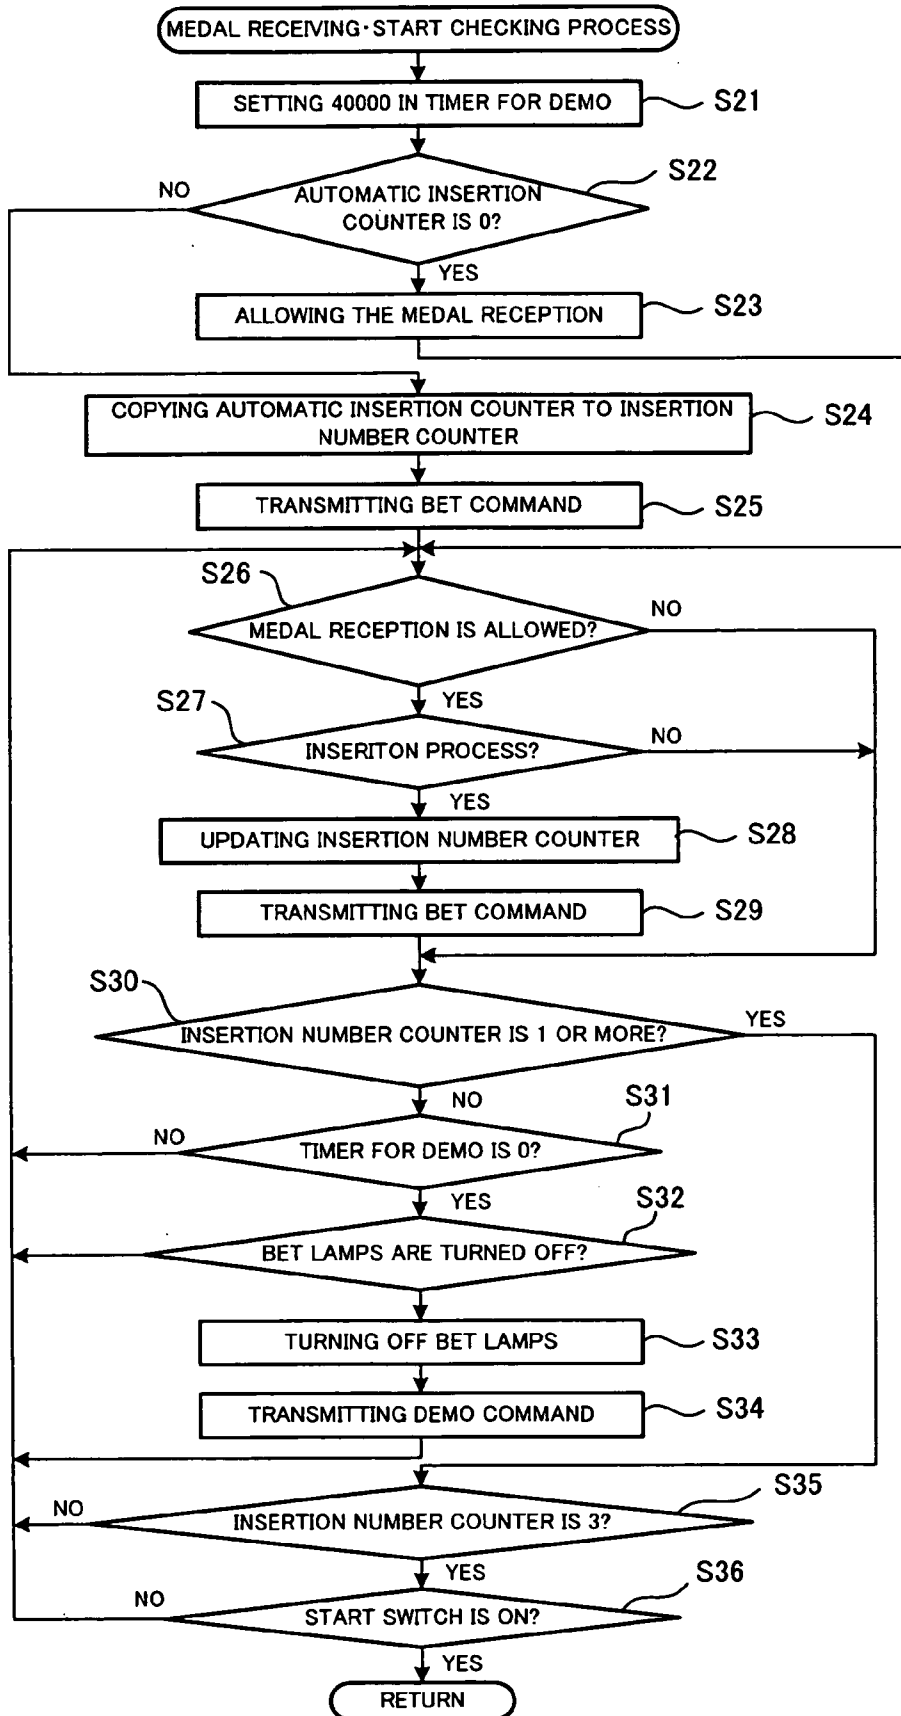 MEDAL RECEIVING・START CHECKING PROCESS
SETTING 40000 IN TIMER FOR DEMO
S21
S22
NO
AUTOMATIC INSERTION
COUNTER IS 0?
YES
ALLOWING THE MEDAL RECEPTION
S23
COPYING AUTOMATIC INSERTION COUNTER TO INSERTION
NUMBER COUNTER
S24
TRANSMITTING BET COMMAND
S25
S26
MEDAL RECEPTION IS ALLOWED?
NO
YES
S27
INSERITON PROCESS?
NO
YES
UPDATING INSERTION NUMBER COUNTER
S28
TRANSMITTING BET COMMAND
S29
S30
INSERTION NUMBER COUNTER IS 1 OR MORE?
YES
NO
S31
NO
TIMER FOR DEMO IS 0?
YES
S32
BET LAMPS ARE TURNED OFF?
TURNING OFF BET LAMPS
S33
TRANSMITTING DEMO COMMAND
S34
S35
NO
INSERTION NUMBER COUNTER IS 3?
YES
S36
NO
START SWITCH IS ON?
YES
RETURN